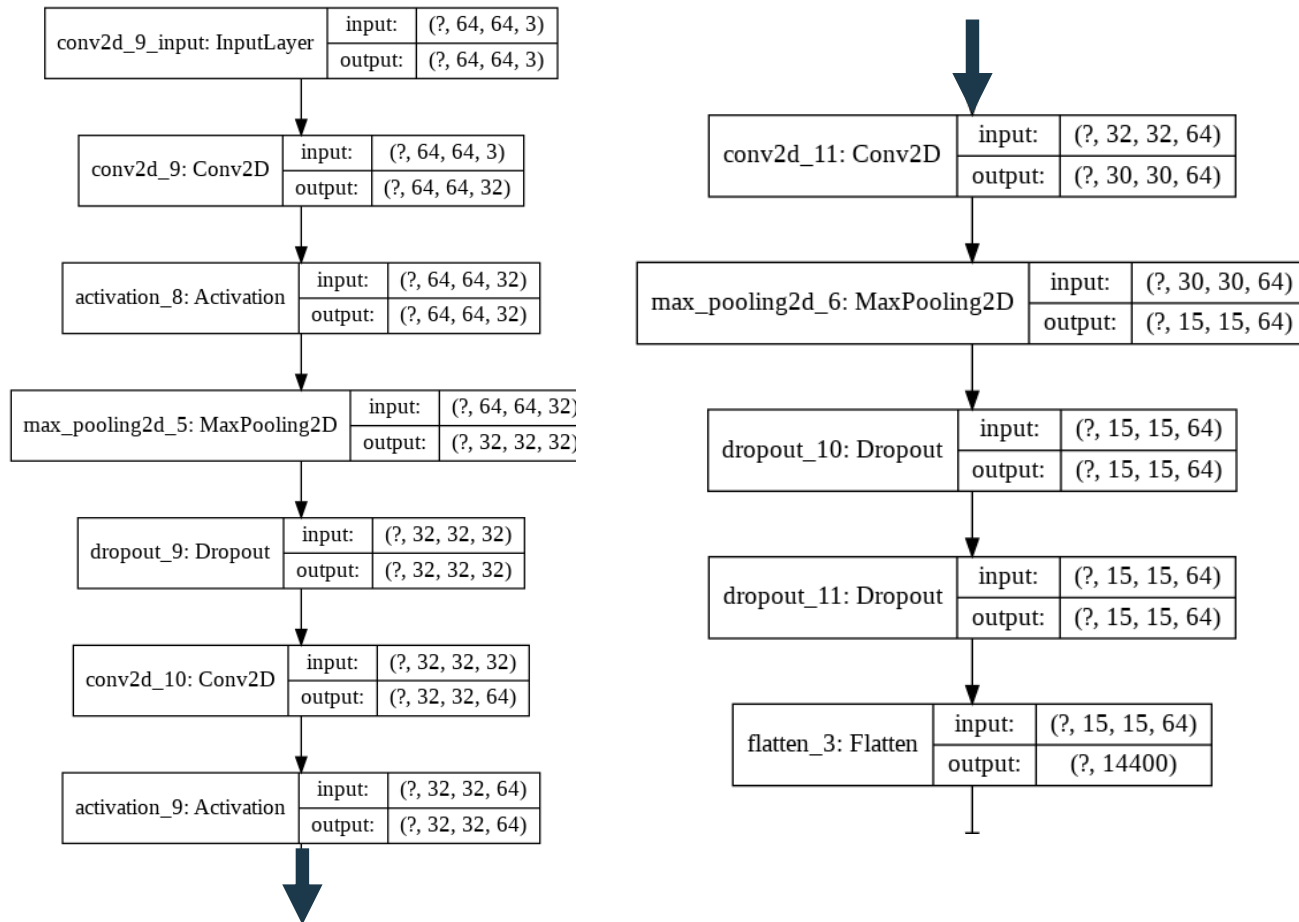 conv2d_9_input: InputLayer
input: (?, 64, 64, 3)
output: (?, 64, 64, 3)
conv2d_9: Conv2D
input: (?, 64, 64, 3)
output: (?, 64, 64, 32)
activation_8: Activation
input: (?, 64, 64, 32)
output: (?, 64, 64, 32)
max_pooling2d_5: MaxPooling2D
input: (?, 64, 64, 32)
output: (?, 32, 32, 32)
dropout_9: Dropout
input: (?, 32, 32, 32)
output: (?, 32, 32, 32)
conv2d_10: Conv2D
input: (?, 32, 32, 32)
output: (?, 32, 32, 64)
activation_9: Activation
input: (?, 32, 32, 64)
output: (?, 32, 32, 64)
conv2d_11: Conv2D
input: (?, 32, 32, 64)
output: (?, 30, 30, 64)
max_pooling2d_6: MaxPooling2D
input: (?, 30, 30, 64)
output: (?, 15, 15, 64)
dropout_10: Dropout
input: (?, 15, 15, 64)
output: (?, 15, 15, 64)
dropout_11: Dropout
input: (?, 15, 15, 64)
output: (?, 15, 15, 64)
flatten_3: Flatten
input: (?, 15, 15, 64)
output: (?, 14400)